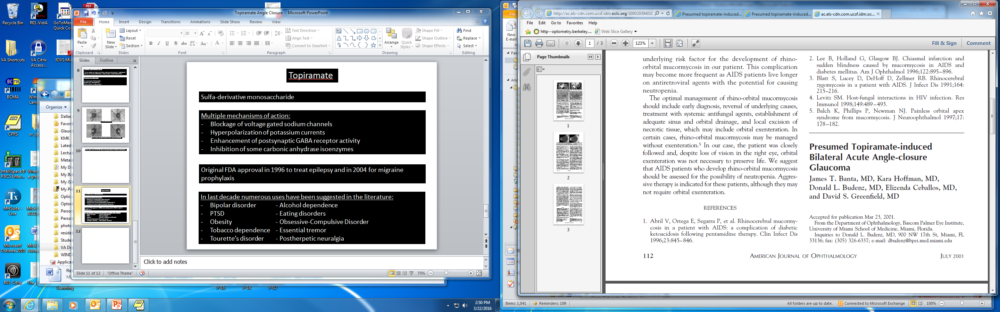 Recycle Bin
R01-VistA
GoToMee
Quick Co...
VA Shortcuts
VA Citrix
Access...
IOVS Mi
BCMA
Wind
Land
CPRS
sv_d
IntelliSpace®
PACS Enter...
What
a gre
MHSuite -
Live
Mick
ALLD
Microsoft
Outlook 2010
Mick
Adva
R01-Citrix
The_
Scanning
P-16
P-14
P-02
Organize
Dallas
Favor
Glauc
KMK
Latest
Lectu
Metas
My D
My IM
My iS
My Pi
Optic
Optor
Perso
Perso
photo
reside
Stude
VA Do
WIND
Applica
Re
Mi
Topiramate Angle Closure - Microsoft PowerPoint
File
Home
Insert
Design
Transitions
Animations
Slide Show
Review
View
Paste
Clipboard
New
Slide
Layout
Reset
Section
Slides
28
Font
Text Direction
Align Text
Convert to SmartArt
Paragraph
Arrange
Quick
Styles
Shape Fill
Shape Outline
Shape Effects
Drawing
Find
Replace
Select
Editing
Slides
Outline
8
9
10
11
12
Topiramate
Sulfa-derivative monosaccharide
Multiple mechanisms of action:
- Blockage of voltage gated sodium channels
- Hyperpolarization of potassium currents
- Enhancement of postsynaptic GABA receptor activity
- Inhibition of some carbonic anhydrase isoenzymes
Original FDA approval in 1996 to treat epilepsy and in 2004 for migraine
prophylaxis
In last decade numerous uses have been suggested in the literature:
- Bipolar disorder - Alcohol dependence
- PTSD - Eating disorders
- Obesity - Obsessive-Compulsive Disorder
- Tobacco dependence - Essential tremor
- Tourette's disorder - Postherpetic neuralgia
Click to add notes
Slide 11 of 12
"Office Theme"
75%
2:50 PM
3/22/2016
File
New
E-mail
Fav
http://ac.els-cdn.com.ucsf.idm.oclc.org/S00029394010
Presumed topiramate-induced...
Presumed topiramate-induced...
ac.els-cdn.com.ucsf.idm.oc...
File Edit Go to Favorites Help
http--optometry.berkeley....
Web Slice Gallery
1 / 3
123%
Fill & Sign
Comment
Page Thumbnails
1
2
3
underlying risk factor for the development of rhino-
orbital mucormycosis in our patient. This complication
may become more frequent as AIDS patients live longer
on antiretroviral agents with the potential for causing
neutropenia.
The optimal management of rhino-orbital mucormycosis
should include early diagnosis, reversal of underlying causes,
treatment with systemic antifungal agents, establishment of
adequate sinus and orbital drainage, and local excision of
necrotic tissue, which may include orbital exenteration. In
certain cases, rhino-orbital mucormycosis may be managed
without exenteration.5 In our case, the patient was closely
followed and, despite loss of vision in the right eye, orbital
exenteration was not necessary to preserve life. We suggest
that AIDS patients who develop rhino-orbital mucormycosis
should be assessed for the possibility of neutropenia. Aggres-
sive therapy is indicated for these patients, although they may
not require orbital exenteration.
REFERENCES
1. Abril V, Ortega E, Segarra P, et al. Rhinocerebral mucormy-
cosis in a patient with AIDS: a complication of diabetic
ketoacidosis following pentamidine therapy. Clin Infect Dis
1996;23:845–846.
2. Lee B, Holland G, Glasgow BJ. Chiasmal infarction and
sudden blindness caused by mucormycosis in AIDS and
diabetes mellitus. Am J Ophthalmol 1996;122:895–896.
3. Blatt S, Lucey D, DeHoff D, Zellmer RB. Rhinocerebral
zygomycosis in a patient with AIDS. J Infect Dis 1991;164:
215–216.
4. Levitz SM. Host-fungal interactions in HIV infection. Res
Immunol 1998;149:489–493.
5. Balch K, Phillips P, Newman NJ. Painless orbital apex
syndrome from mucormycosis. J Neuroophthalmol 1997;17:
178–182.
Presumed Topiramate-induced
Bilateral Acute Angle-closure
Glaucoma
James T. Banta, MD, Kara Hoffman, MD,
Donald L. Budenz, MD, Elizenda Ceballos, MD,
and David S. Greenfield, MD
Accepted for publication Mar 23, 2001.
From the Department of Ophthalmology, Bascom Palmer Eye Institute,
University of Miami School of Medicine, Miami, Florida.
Inquiries to Donald L. Budenz, MD, 900 NW 17th St, Miami, FL
33136; fax: (305) 326-6337; e-mail: dbudenz@bpei.med.miami.edu
112
AMERICAN JOURNAL OF OPHTHALMOLOGY
JULY 2001
Items: 1,041
Reminders: 109
All folders are up to date.
Connected to Microsoft Exchange
100%